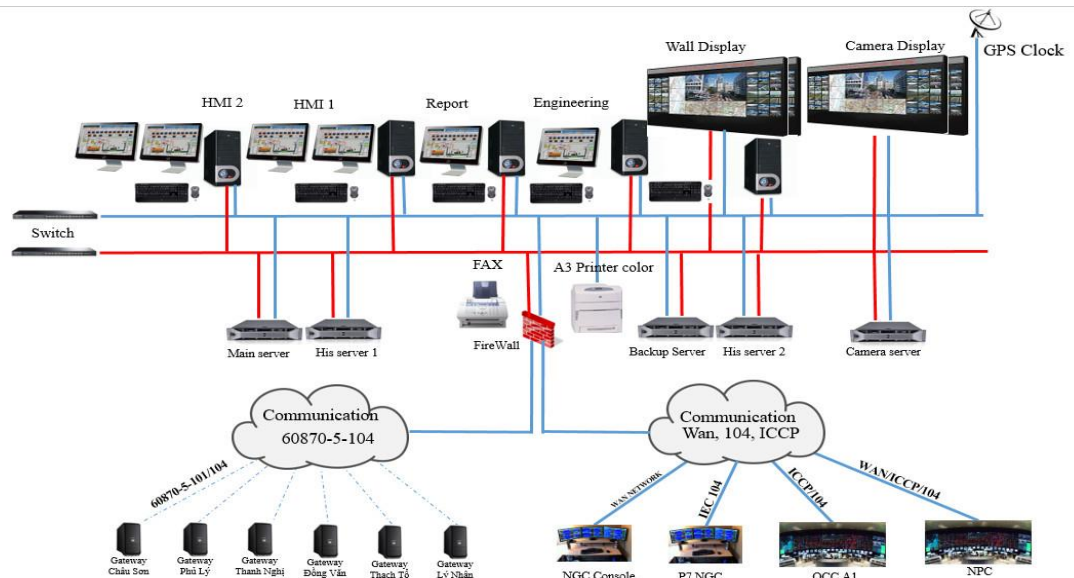 Wall Display
Camera Display
GPS Clock
HMI 2
HMI 1
Report
Engineering
Switch
FAX
A3 Printer color
FireWall
Main server
His server 1
Backup Server
His server 2
Camera server
Communication
60870-5-104
Communication
Wan, 104, ICCP
60870-5-101/104
WAN NETWORK
IEC 104
ICCP/104
WAN/ICCP/104
Gateway
Châu Sơn
Gateway
Phủ Lý
Gateway
Thanh Nghị
Gateway
Đồng Văn
Gateway
Thạch Tổ
Gateway
Lý Nhân
NGC Console
P7 NGC
OCC A1
NPC